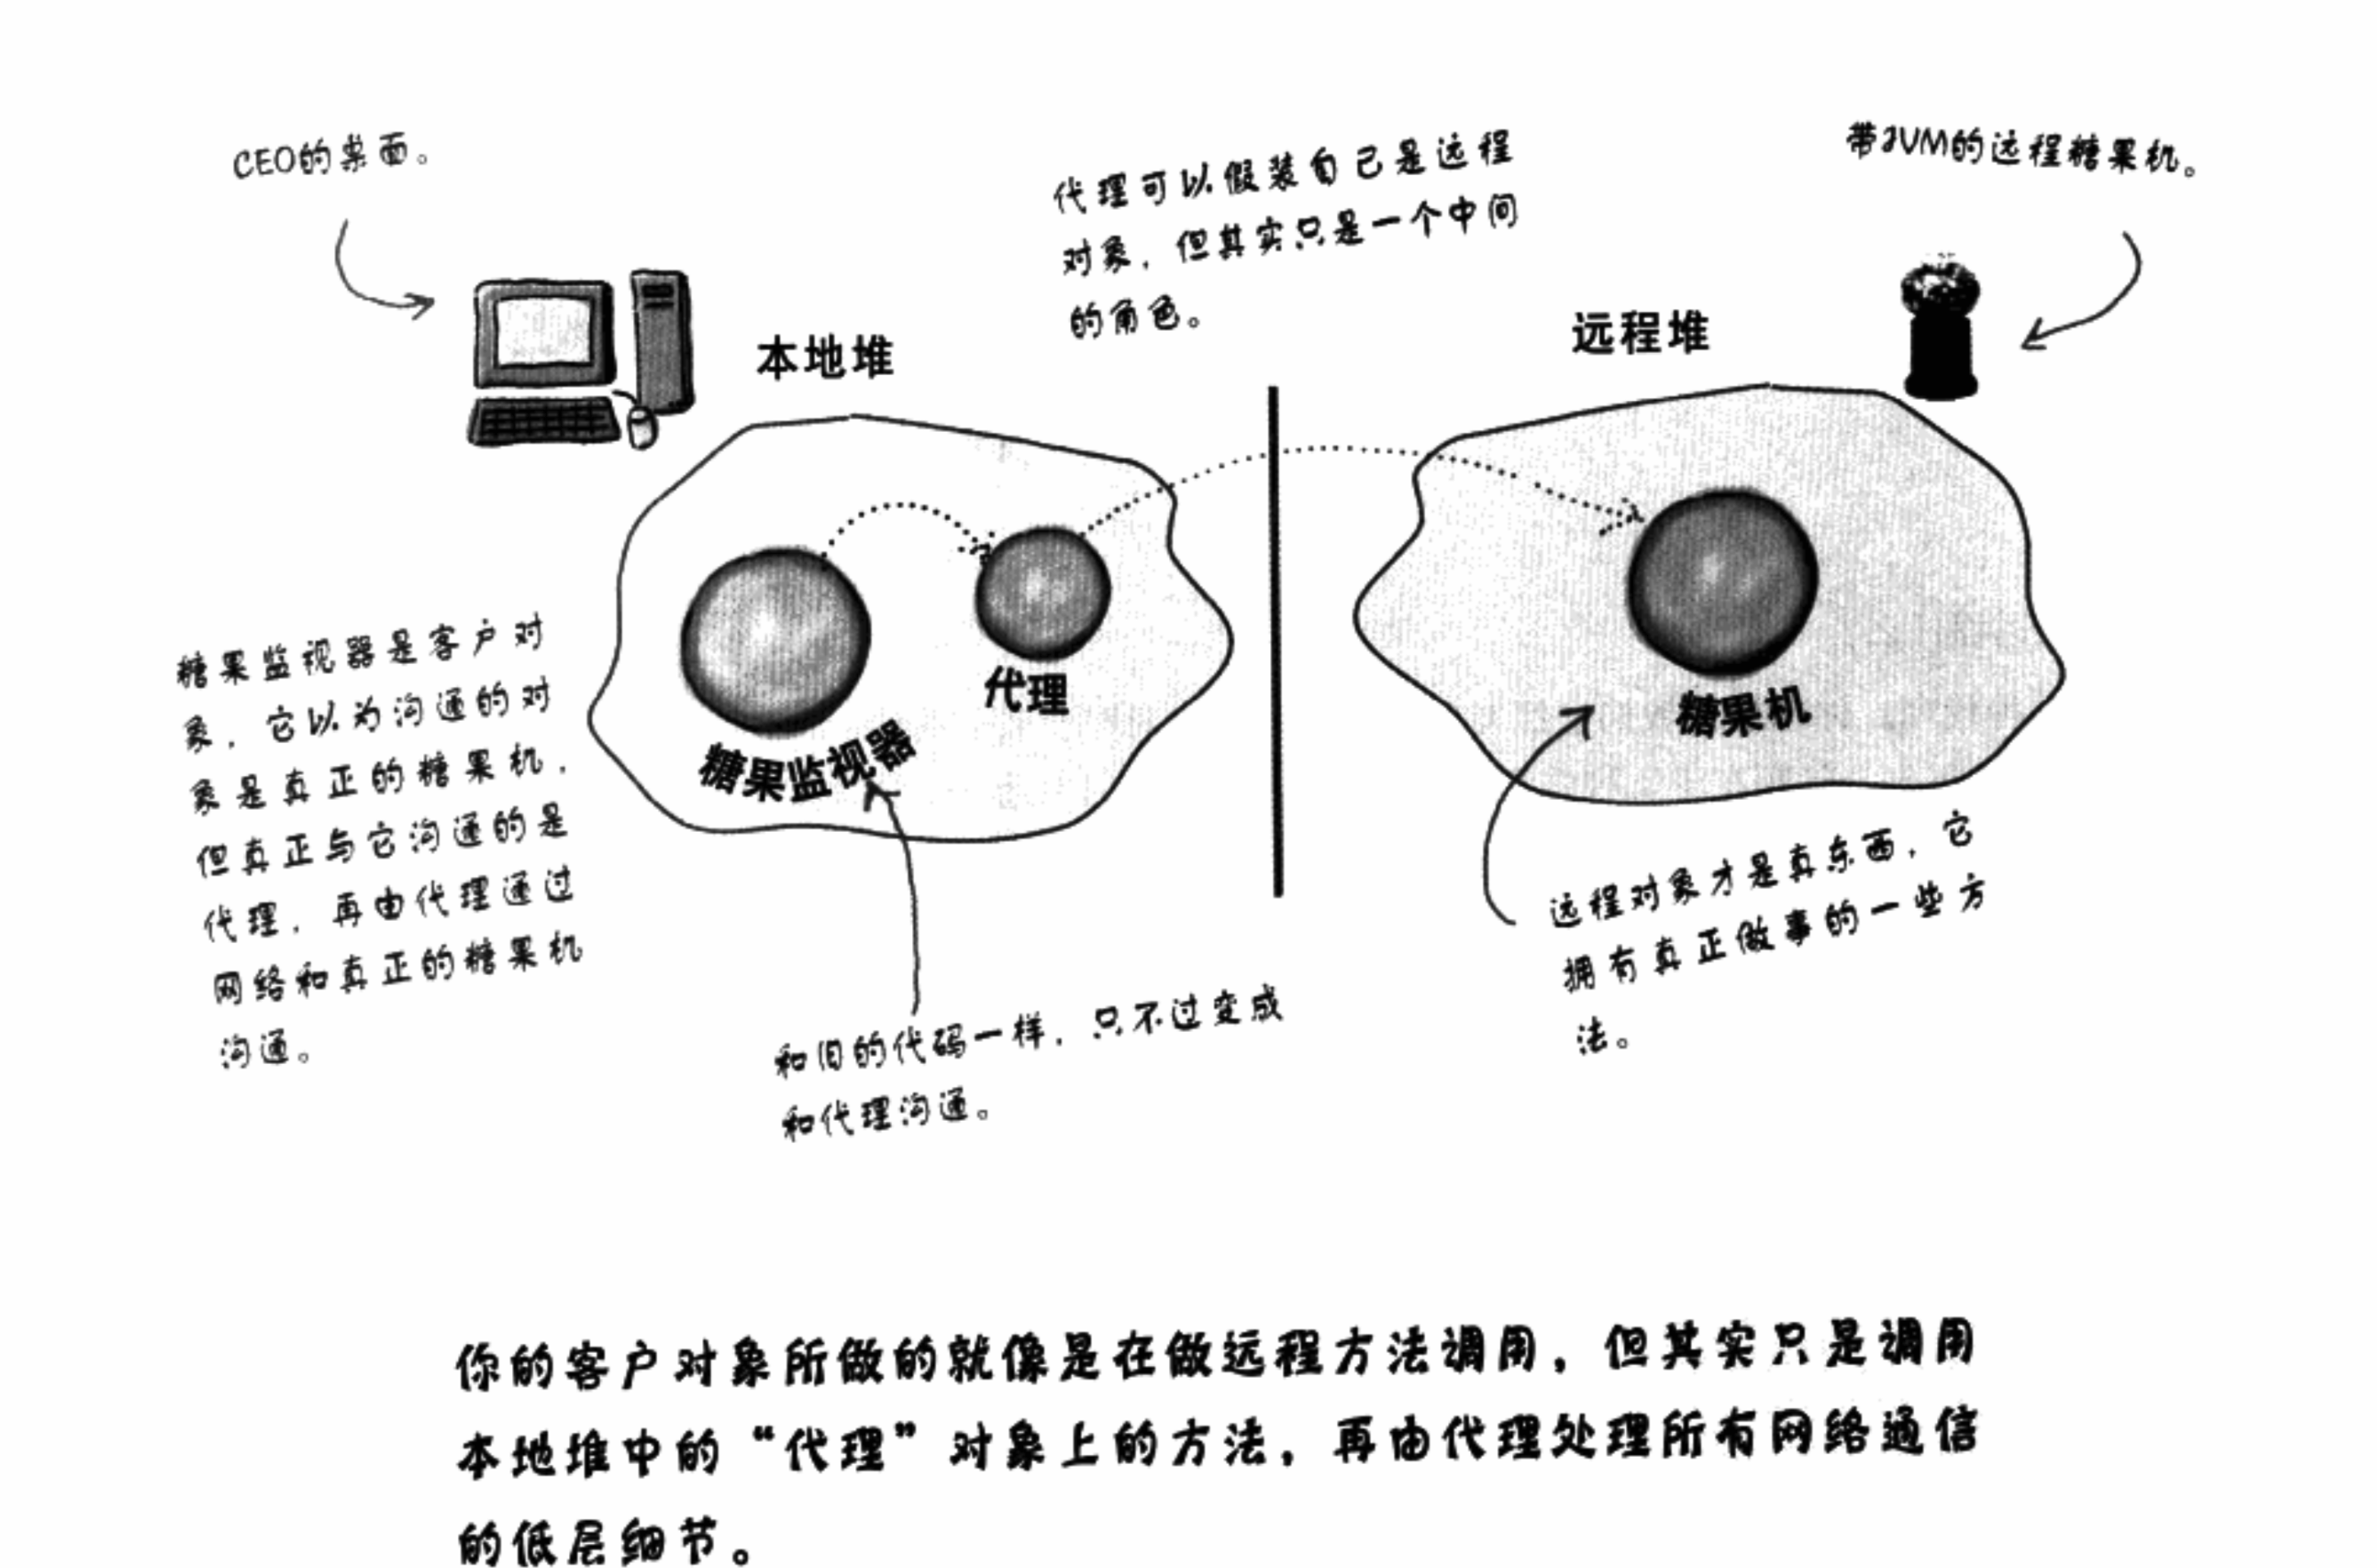 CEO的桌面。
代理可以假装自己是远程
对象，但其实只是一个中间
的角色。
带JVM的远程糖果机。
本地堆
远程堆
糖果监视器是客户对
象，它以为沟通的对
象是真正的糖果机，
但真正与它沟通的是
代理，再由代理通过
网络和真正的糖果机
沟通。
代理
糖果监视器
糖果机
和旧的代码一样，只不过变成
和代理沟通。
远程对象才是真东西，它
拥有真正做事的一些方
法。
你的客户对象所做的就像是在做远程方法调用，但其实只是调用
本地堆中的“代理”对象上的方法，再由代理处理所有网络通信
的低层细节。